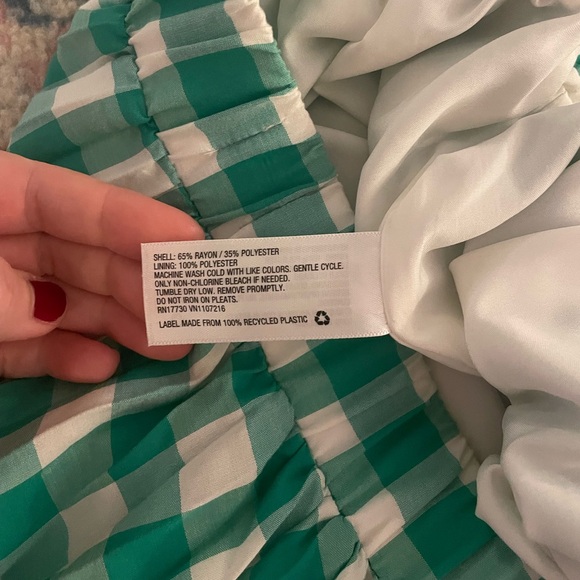 SHELL: 65% RAYON / 35% POLYESTER
LINING: 100% POLYESTER
MACHINE WASH COLD WITH LIKE COLORS. GENTLE CYCLE.
ONLY NON-CHLORINE BLEACH IF NEEDED.
TUMBLE DRY LOW. REMOVE PROMPTLY.
DO NOT IRON ON PLEATS.
RN17730 VN1107216
LABEL MADE FROM 100% RECYCLED PLASTIC